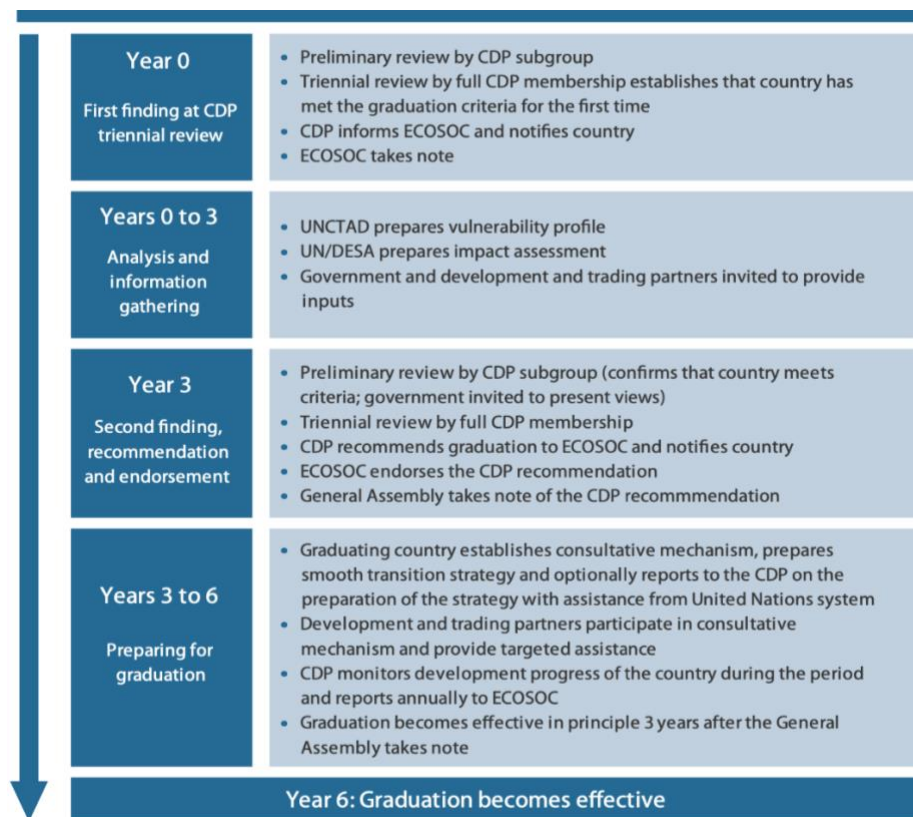 Year 0
First finding at CDP
triennial review
• Preliminary review by CDP subgroup
• Triennial review by full CDP membership establishes that country has
met the graduation criteria for the first time
• CDP informs ECOSOC and notifies country
• ECOSOC takes note
Years 0 to 3
Analysis and
information
gathering
• UNCTAD prepares vulnerability profile
• UN/DESA prepares impact assessment
• Government and development and trading partners invited to provide
inputs
Year 3
Second finding,
recommendation
and endorsement
• Preliminary review by CDP subgroup (confirms that country meets
criteria; government invited to present views)
• Triennial review by full CDP membership
• CDP recommends graduation to ECOSOC and notifies country
• ECOSOC endorses the CDP recommendation
• General Assembly takes note of the CDP recommmendation
Years 3 to 6
Preparing for
graduation
• Graduating country establishes consultative mechanism, prepares
smooth transition strategy and optionally reports to the CDP on the
preparation of the strategy with assistance from United Nations system
• Development and trading partners participate in consultative
mechanism and provide targeted assistance
• CDP monitors development progress of the country during the period
and reports annually to ECOSOC
• Graduation becomes effective in principle 3 years after the General
Assembly takes note
Year 6: Graduation becomes effective